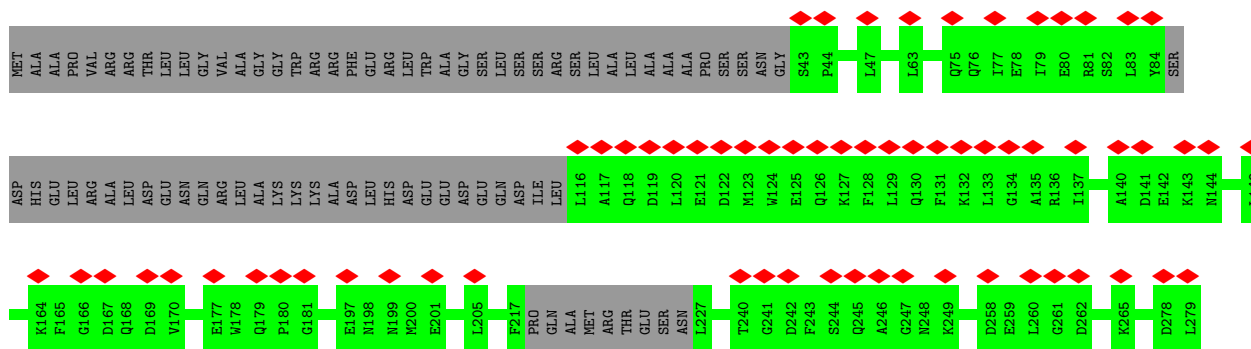 MET ALA ALA PRO VAL ARG ARG THR LEU LEU GLY VAL ALA GLY GLY TRP ARG ARG PHE GLU ARG LEU TRP ALA GLY SER LEU SER SER ARG SER LEU ALA LEU ALA ALA ALA PRO SER SER ASN GLY S43 P44 L47 L63 Q75 Q76 I77 E78 I79 E80 R81 S82 L83 Y84 SER
ASP HIS GLU LEU ARG ALA LEU ASP GLU ASN GLN ARG LEU ALA LYS LYS LYS ALA ASP LEU HIS ASP GLU GLU ASP GLU GLN ASP ILE LEU L116 A117 Q118 D119 L120 E121 D122 M123 W124 E125 Q126 K127 F128 L129 Q130 F131 K132 L133 G134 A135 R136 I137 A140 D141 E142 K143 N144
K164 F165 G166 D167 Q168 D169 V170 E177 W178 Q179 P180 G181 E197 N198 N199 M200 E201 L205 F217 PRO GLN ALA MET ARG THR GLU SER ASN L227 T240 G241 D242 F243 S244 Q245 A246 G247 N248 K249 D258 E259 L260 G261 D262 K265 D278 L279